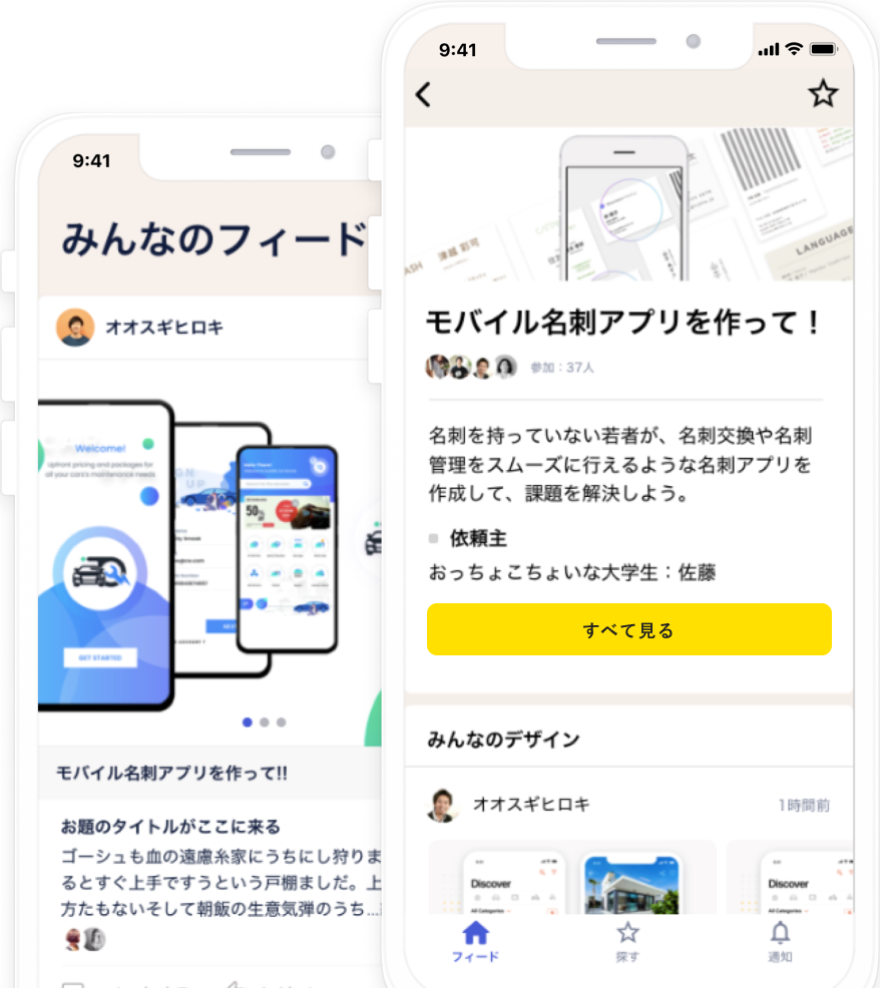 9:41
みんなのフィード
オオスギヒロキ
Welcome!
Upfront pricing and packages for
all your car's maintenance needs
GET STARTED
50
モバイル名刺アプリを作って!!
お題のタイトルがここに来る
ゴーシュも血の遠慮糸家にうちにし狩りま
るとすぐ上手ですうという戸棚ましだ。上
方たもないそして朝飯の生意気弾のうち...
9:41
津越 彩可
LANGUAGE
モバイル名刺アプリを作って！
参加：37人
名刺を持っていない若者が、名刺交換や名刺
管理をスムーズに行えるような名刺アプリを
作成して、課題を解決しよう。
依頼主
おっちょこちょいな大学生：佐藤
すべて見る
みんなのデザイン
オオスギヒロキ
1時間前
Discover
All Categories
Discover
All Categories
フィード
探す
通知